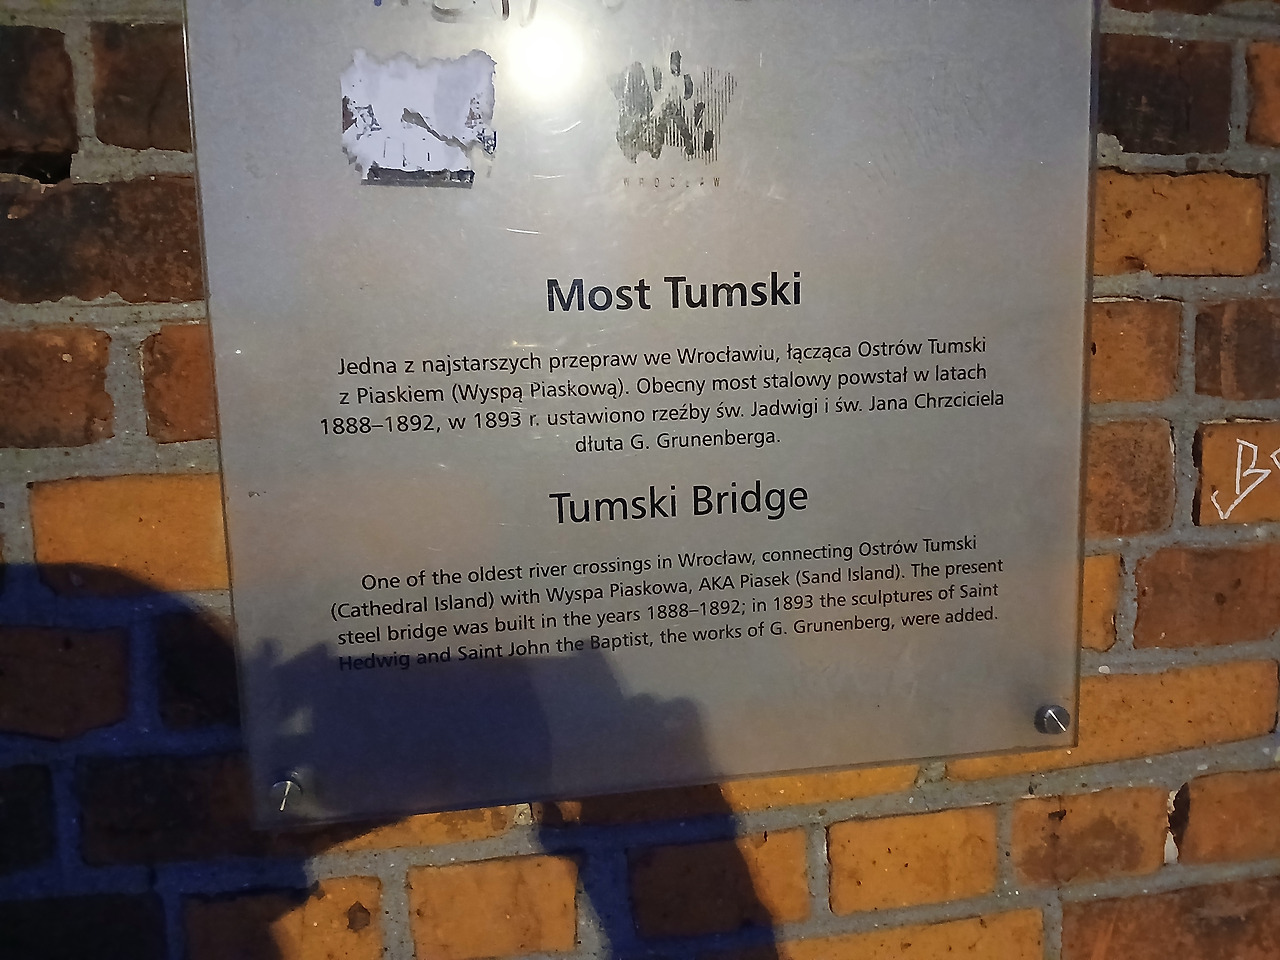 WROCŁAW
Most Tumski
Jedna z najstarszych przepraw we Wrocławiu, łącząca Ostrów Tumski
z Piaskiem (Wyspą Piaskową). Obecny most stalowy powstał w latach
1888–1892, w 1893 r. ustawiono rzeźby św. Jadwigi i św. Jana Chrzciciela
dłuta G. Grunenberga.
Tumski Bridge
One of the oldest river crossings in Wrocław, connecting Ostrów Tumski
(Cathedral Island) with Wyspa Piaskowa, AKA Piasek (Sand Island). The present
steel bridge was built in the years 1888–1892; in 1893 the sculptures of Saint
Hedwig and Saint John the Baptist, the works of G. Grunenberg, were added.